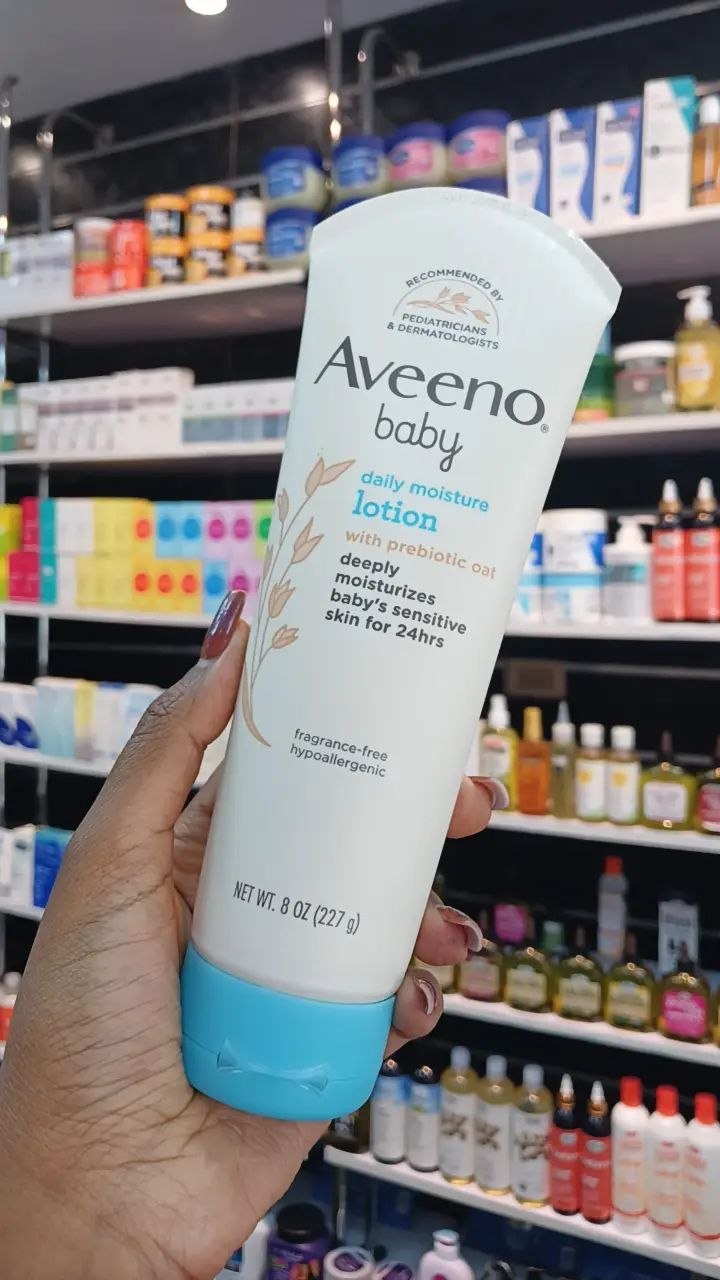 RECOMMENDED BY
PEDIATRICIANS
& DERMATOLOGISTS
Aveeno®
baby
daily moisture
lotion
with prebiotic oat
deeply
moisturizes
baby's sensitive
skin for 24hrs
fragrance-free
hypoallergenic
NET WT. 8 OZ (227 g)